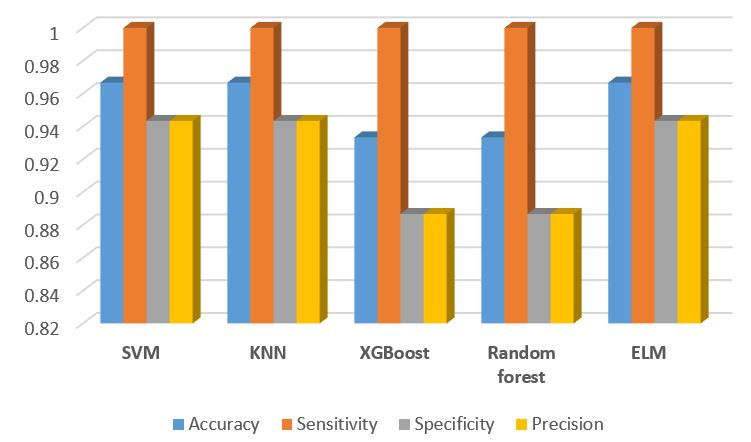 1
0.98
0.96
0.94
0.92
0.9
0.88
0.86
0.84
0.82
SVM
KNN
XGBoost
Random
forest
ELM
Accuracy Sensitivity Specificity Precision